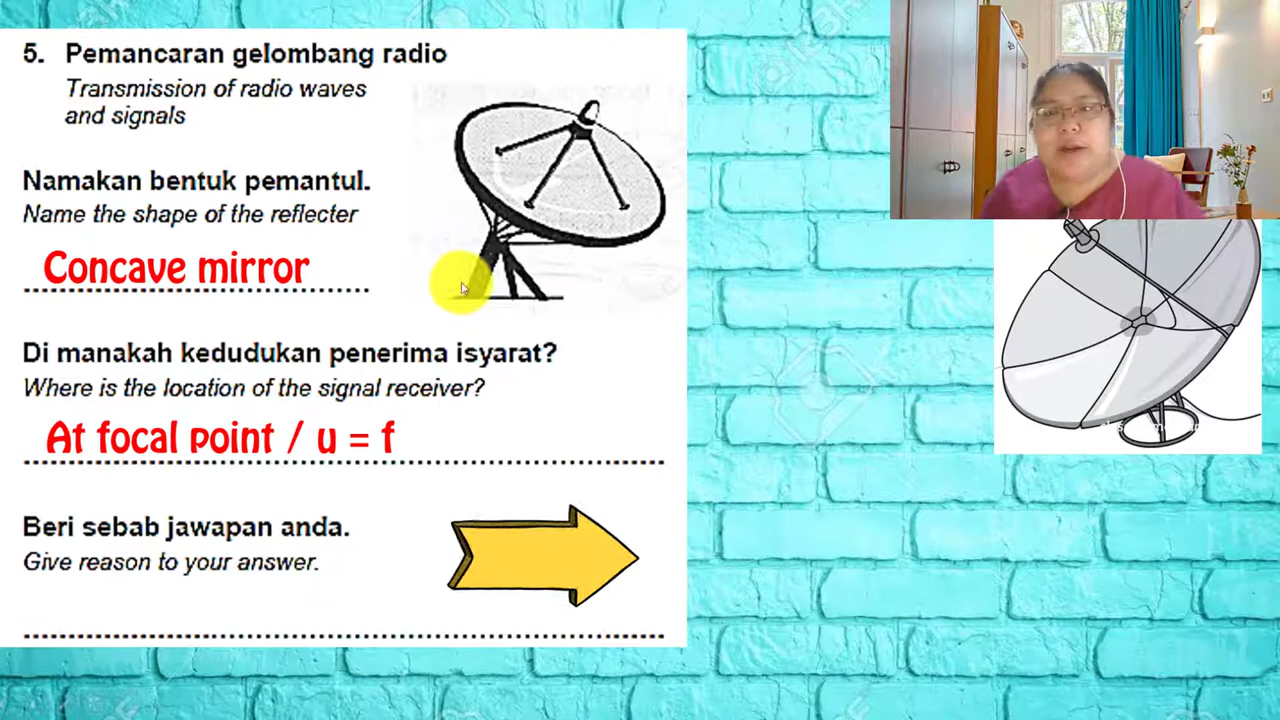 5. Pemancaran gelombang radio
Transmission of radio waves
and signals
Namakan bentuk pemantul.
Name the shape of the reflecter
Concave mirror
Di manakah kedudukan penerima isyarat?
Where is the location of the signal receiver?
At focal point / u = f
Beri sebab jawapan anda.
Give reason to your answer.